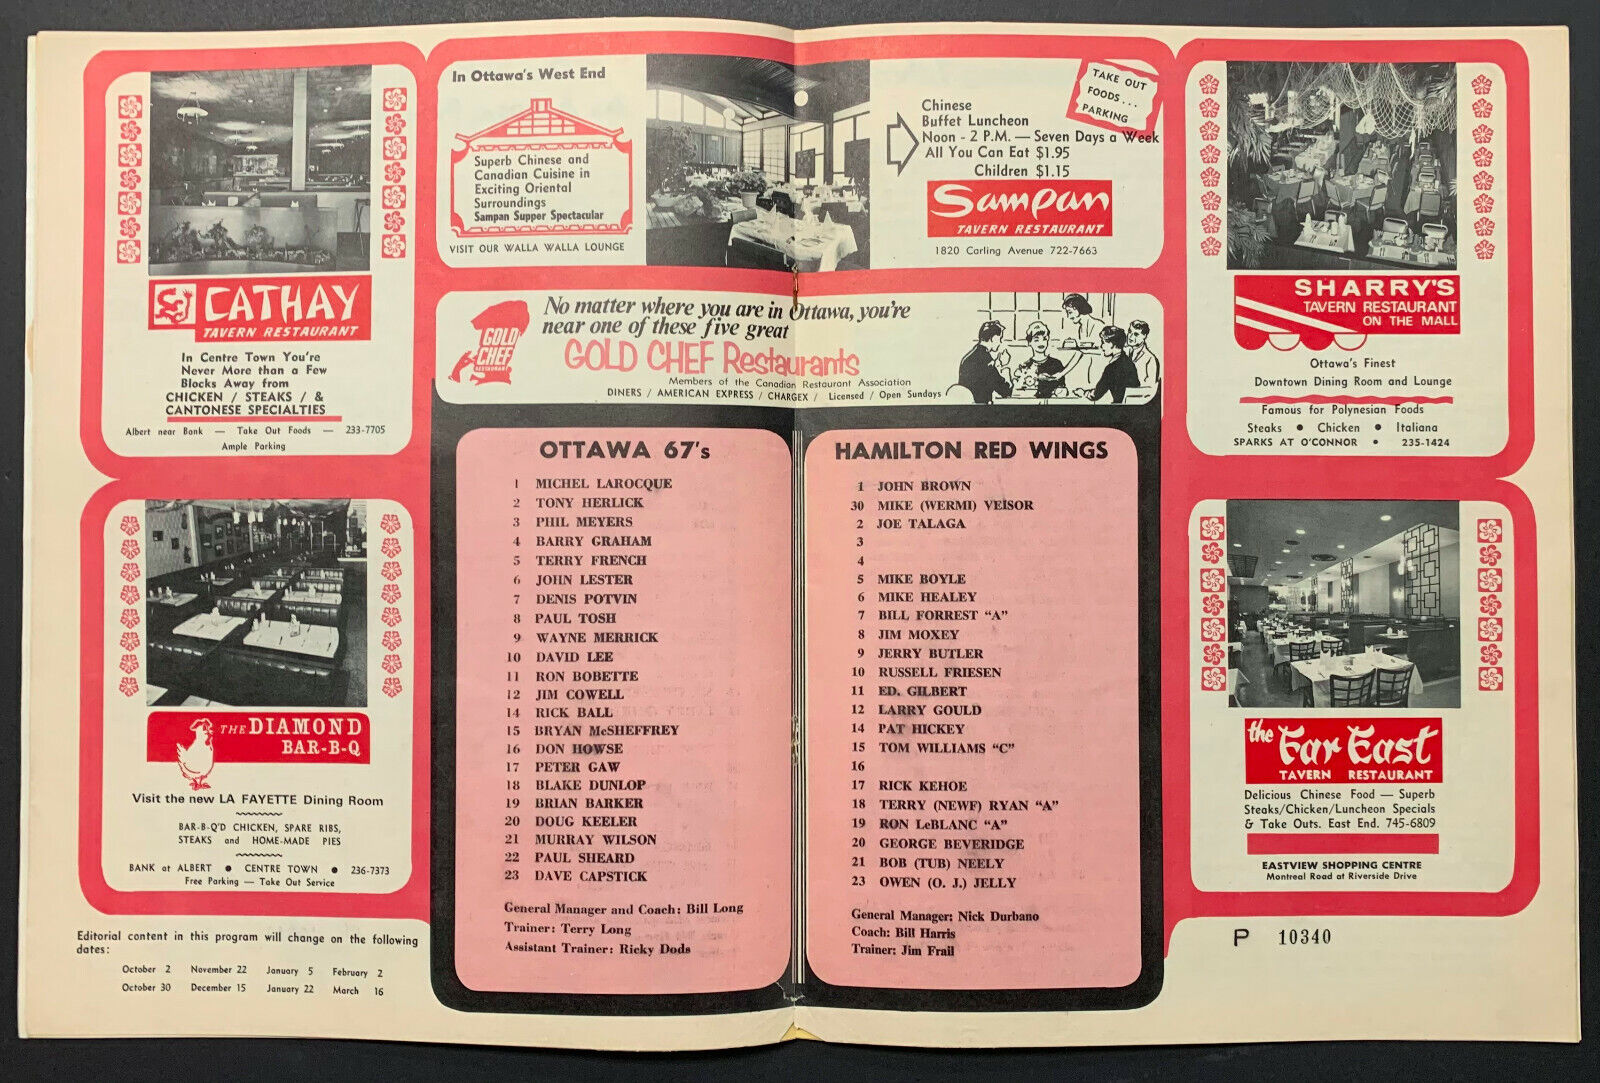 CATHAY
TAVERN RESTAURANT
In Centre Town You're
Never More than a Few
Blocks Away from
CHICKEN / STEAKS / &
CANTONESE SPECIALTIES
Albert near Bank — Take Out Foods — 233-7705
Ample Parking
In Ottawa's West End
Superb Chinese and
Canadian Cuisine in
Exciting Oriental
Surroundings
Sampan Supper Spectacular
VISIT OUR WALLA WALLA LOUNGE
TAKE OUT
FOODS...
PARKING
Chinese
Buffet Luncheon
Noon - 2 P.M. — Seven Days a Week
All You Can Eat $1.95
Children $1.15
Sampan
TAVERN RESTAURANT
1820 Carling Avenue 722-7663
SHARRY'S
TAVERN RESTAURANT
ON THE MALL
Ottawa's Finest
Downtown Dining Room and Lounge
Famous for Polynesian Foods
Steaks • Chicken • Italiana
SPARKS AT O'CONNOR • 235-1424
GOLD
CHEF
RESTAURANTS
No matter where you are in Ottawa, you're
near one of these five great
GOLD CHEF Restaurants
Members of the Canadian Restaurant Association
DINERS / AMERICAN EXPRESS / CHARGEX / Licensed / Open Sundays
THE DIAMOND
BAR-B-Q
Visit the new LA FAYETTE Dining Room
BAR-B-Q'D CHICKEN, SPARE RIBS,
STEAKS and HOME-MADE PIES
BANK at ALBERT • CENTRE TOWN • 236-7373
Free Parking — Take Out Service
OTTAWA 67's
1 MICHEL LAROCQUE
2 TONY HERLICK
3 PHIL MEYERS
4 BARRY GRAHAM
5 TERRY FRENCH
6 JOHN LESTER
7 DENIS POTVIN
8 PAUL TOSH
9 WAYNE MERRICK
10 DAVID LEE
11 RON BOBETTE
12 JIM COWELL
14 RICK BALL
15 BRYAN McSHEFFREY
16 DON HOWSE
17 PETER GAW
18 BLAKE DUNLOP
19 BRIAN BARKER
20 DOUG KEELER
21 MURRAY WILSON
22 PAUL SHEARD
23 DAVE CAPSTICK
General Manager and Coach: Bill Long
Trainer: Terry Long
Assistant Trainer: Ricky Dods
HAMILTON RED WINGS
1 JOHN BROWN
30 MIKE (WERMI) VEISOR
2 JOE TALAGA
3
4
5 MIKE BOYLE
6 MIKE HEALEY
7 BILL FORREST "A"
8 JIM MOXEY
9 JERRY BUTLER
10 RUSSELL FRIESEN
11 ED. GILBERT
12 LARRY GOULD
14 PAT HICKEY
15 TOM WILLIAMS "C"
16
17 RICK KEHOE
18 TERRY (NEWF) RYAN "A"
19 RON LeBLANC "A"
20 GEORGE BEVERIDGE
21 BOB (TUB) NEELY
23 OWEN (O. J.) JELLY
General Manager: Nick Durbano
Coach: Bill Harris
Trainer: Jim Frail
the Far East
TAVERN RESTAURANT
Delicious Chinese Food — Superb
Steaks/Chicken/Luncheon Specials
& Take Outs. East End. 745-6809
EASTVIEW SHOPPING CENTRE
Montreal Road at Riverside Drive
Editorial content in this program will change on the following
dates:
October 2 November 22 January 5 February 2
October 30 December 15 January 22 March 16
P 10340